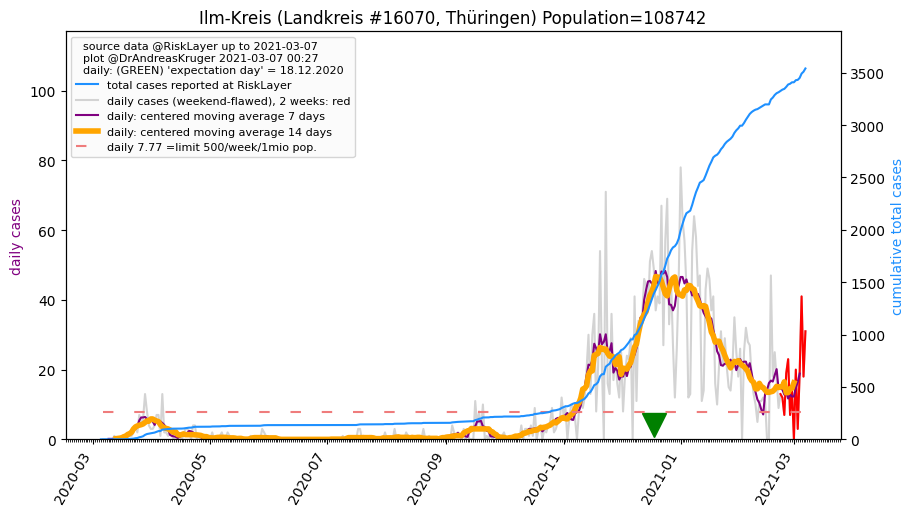 Ilm-Kreis (Landkreis #16070, Thüringen) Population=108742
source data @RiskLayer up to 2021-03-07
plot @DrAndreasKruger 2021-03-07 00:27
daily: (GREEN) 'expectation day' = 18.12.2020
total cases reported at RiskLayer
daily cases (weekend-flawed), 2 weeks: red
daily: centered moving average 7 days
daily: centered moving average 14 days
daily 7.77 =limit 500/week/1mio pop.
daily cases
100
80
60
40
20
0
cumulative total cases
3500
3000
2500
2000
1500
1000
500
0
2020-03
2020-05
2020-07
2020-09
2020-11
2021-01
2021-03